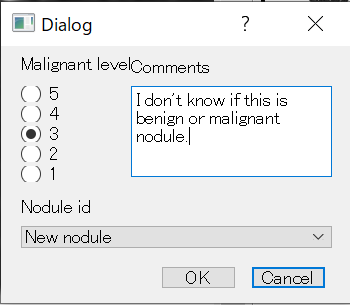 Dialog
?
Malignant level
Comments
5
4
3
2
1
I don't know if this is
benign or malignant
nodule.
Nodule id
New nodule
OK
Cancel